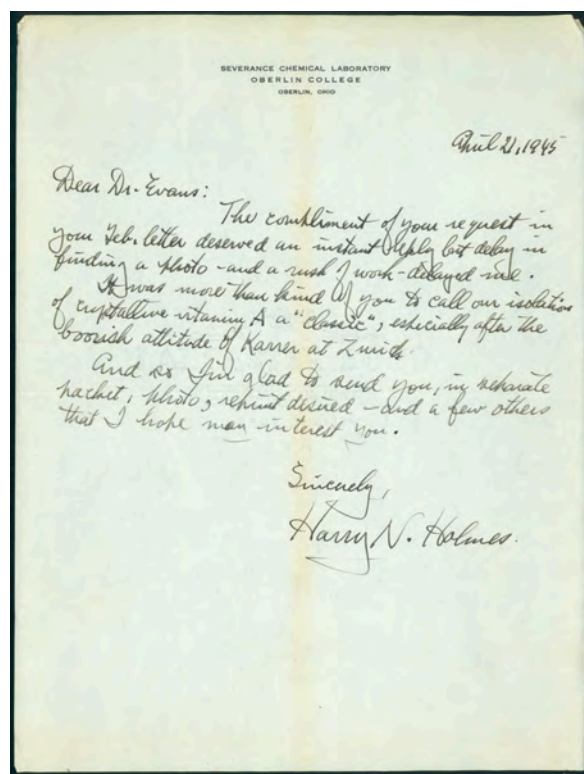 SEVERANCE CHEMICAL LABORATORY
OBERLIN COLLEGE
OBERLIN, OHIO
April 21, 1945
Dear Dr. Evans:
The compliment of your request in
your Feb. letter deserved an instant reply but delay in
finding a photo - and a rush of work - delayed me.
It was more than kind of you to call our isolation
of crystalline vitamin A a "classic", especially after the
boorish attitude of Karrer at Zurich.
And so I'm glad to send you, in separate
packet, photo, reprint desired - and a few others
that I hope may interest you.
Sincerely,
Harry N. Holmes.